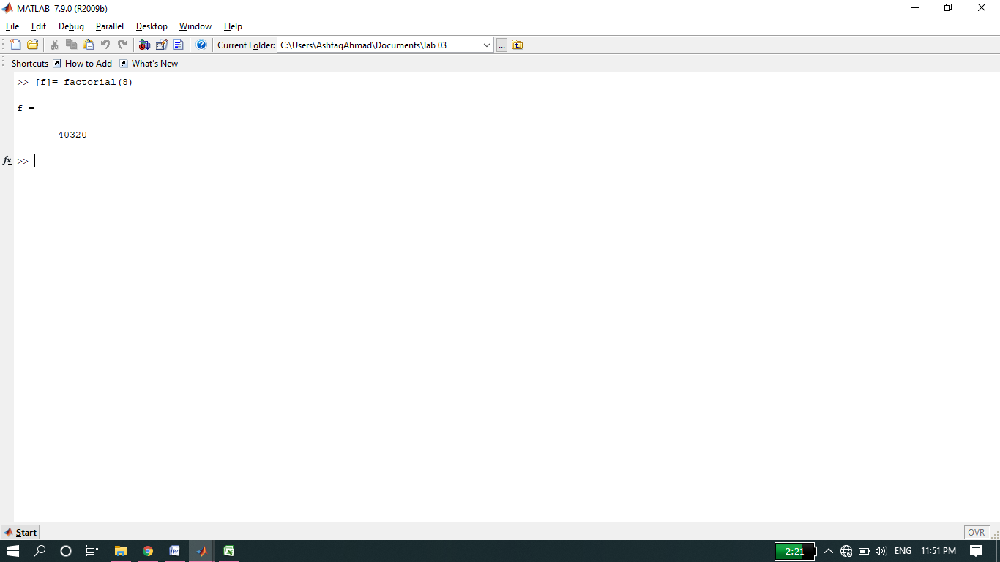 MATLAB 7.9.0 (R2009b)
File Edit Debug Parallel Desktop Window Help
Current Folder: C:\Users\AshfaqAhmad\Documents\lab 03 ...
Shortcuts How to Add What's New
>> [f]= factorial(8)
f =
40320
fx >>
Start OVR
2:21 ENG 11:51 PM